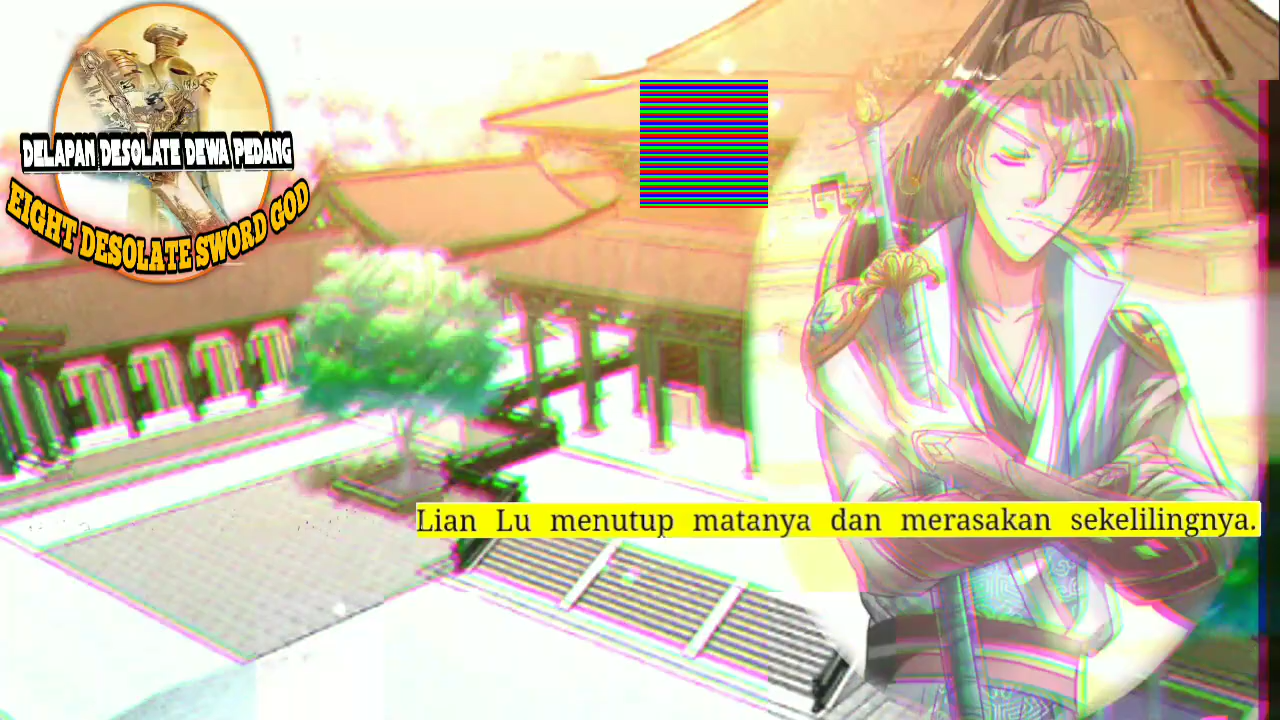 DELAPAN DESOLATE DEWA PEDANG
EIGHT DESOLATE SWORD GOD
Lian Lu menutup matanya dan merasakan sekelilingnya.